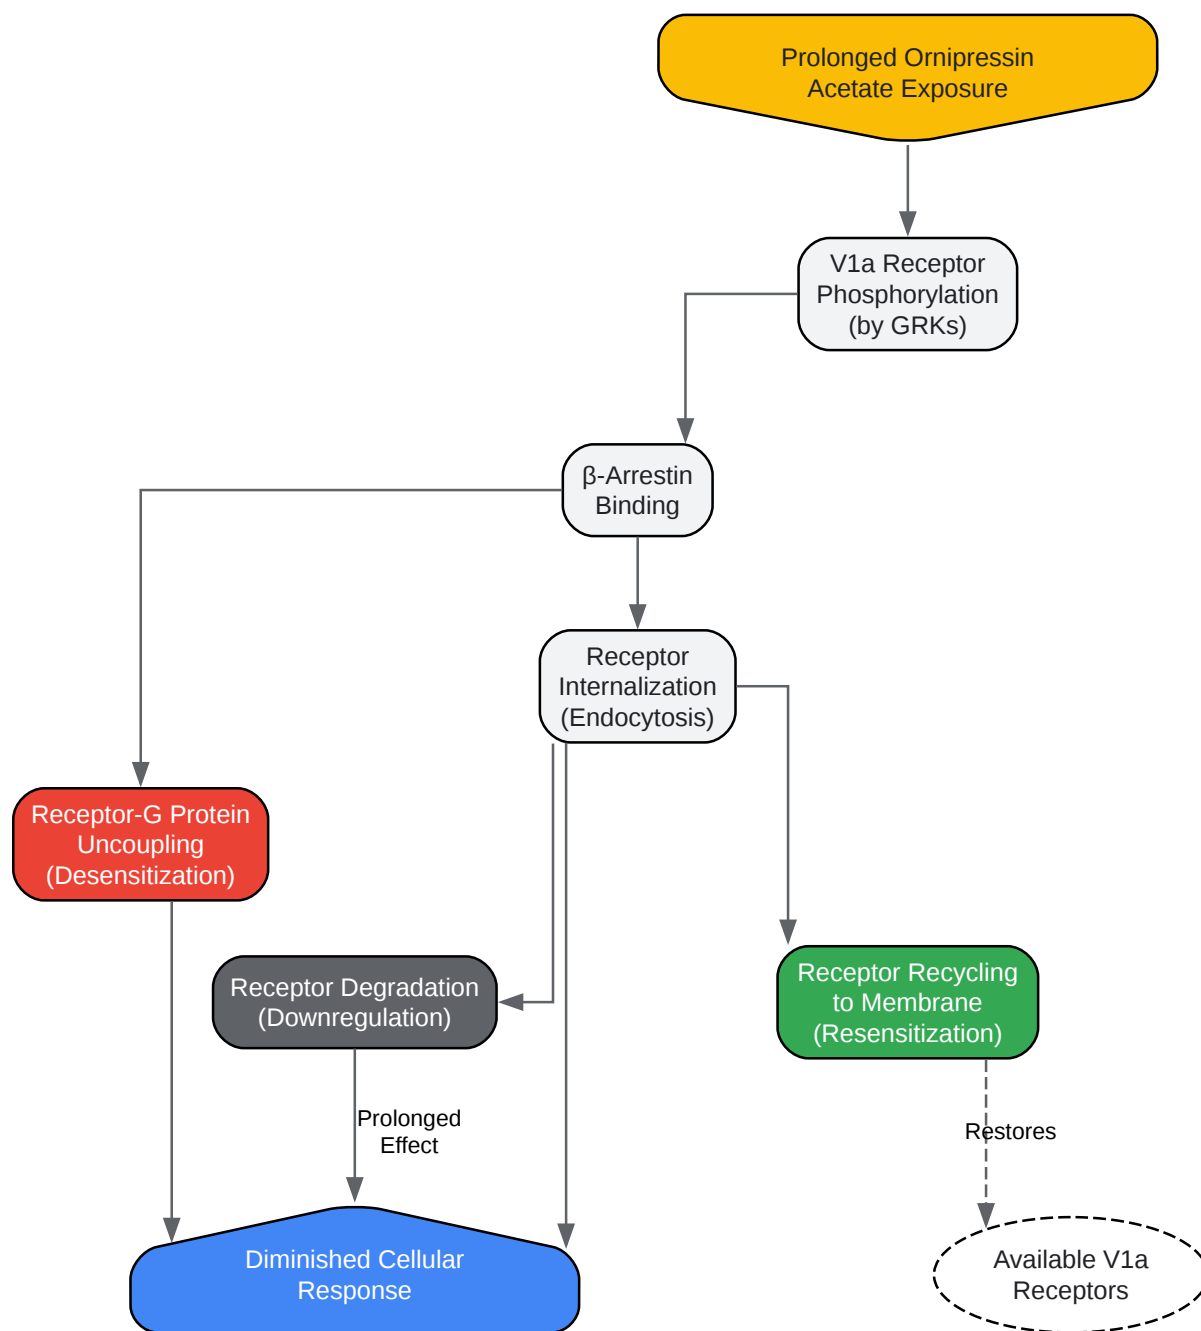 Prolonged Ornipressin
Acetate Exposure
V1a Receptor
Phosphorylation
(by GRKs)
β-Arrestin
Binding
Receptor
Internalization
(Endocytosis)
Receptor-G Protein
Uncoupling
(Desensitization)
Receptor Degradation
(Downregulation)
Receptor Recycling
to Membrane
(Resensitization)
Prolonged
Effect
Restores
Diminished Cellular
Response
Available V1a
Receptors